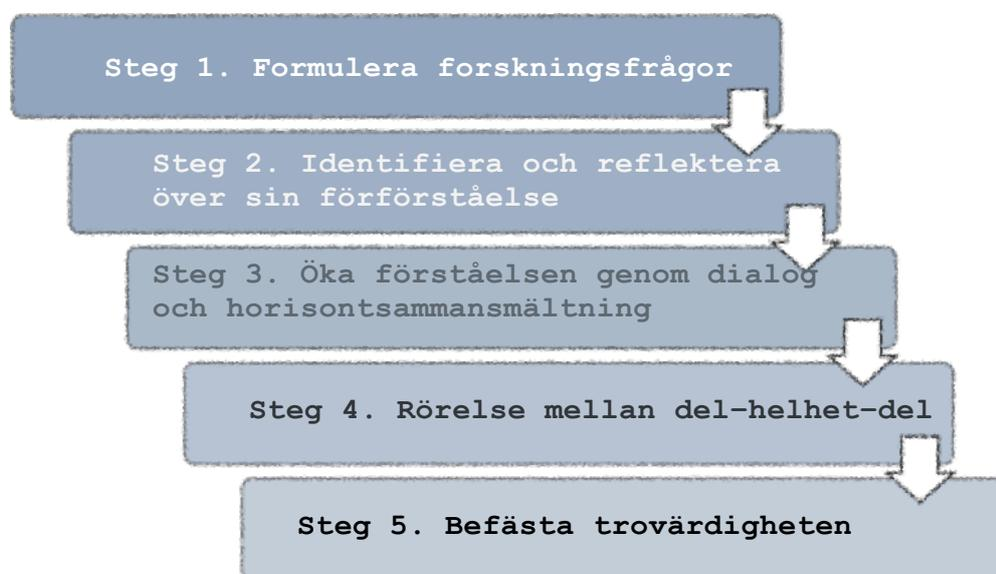 Steg 1. Formulera forskningsfrågor
Steg 2. Identifiera och reflektera
över sin förförståelse
Steg 3. Öka förståelsen genom dialog
och horisontsammansmältning
Steg 4. Rörelse mellan del-helhet-del
Steg 5. Befästa trovärdigheten